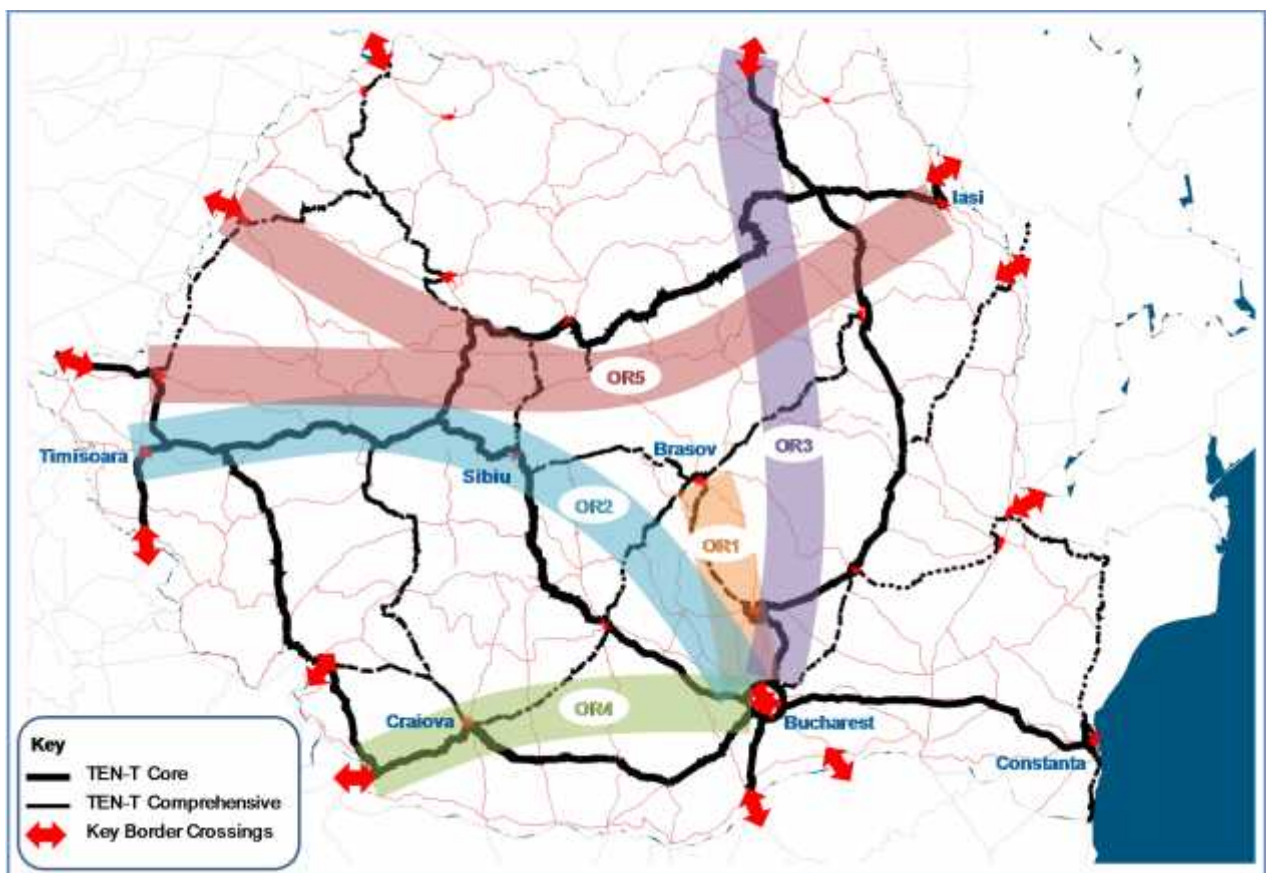 Iasi
OR5
Timisoara
Sibiu
Brasov
OR3
OR2
OR1
OR4
Craiova
Bucharest
Constanta
Key
TEN-T Core
TEN-T Comprehensive
Key Border Crossings